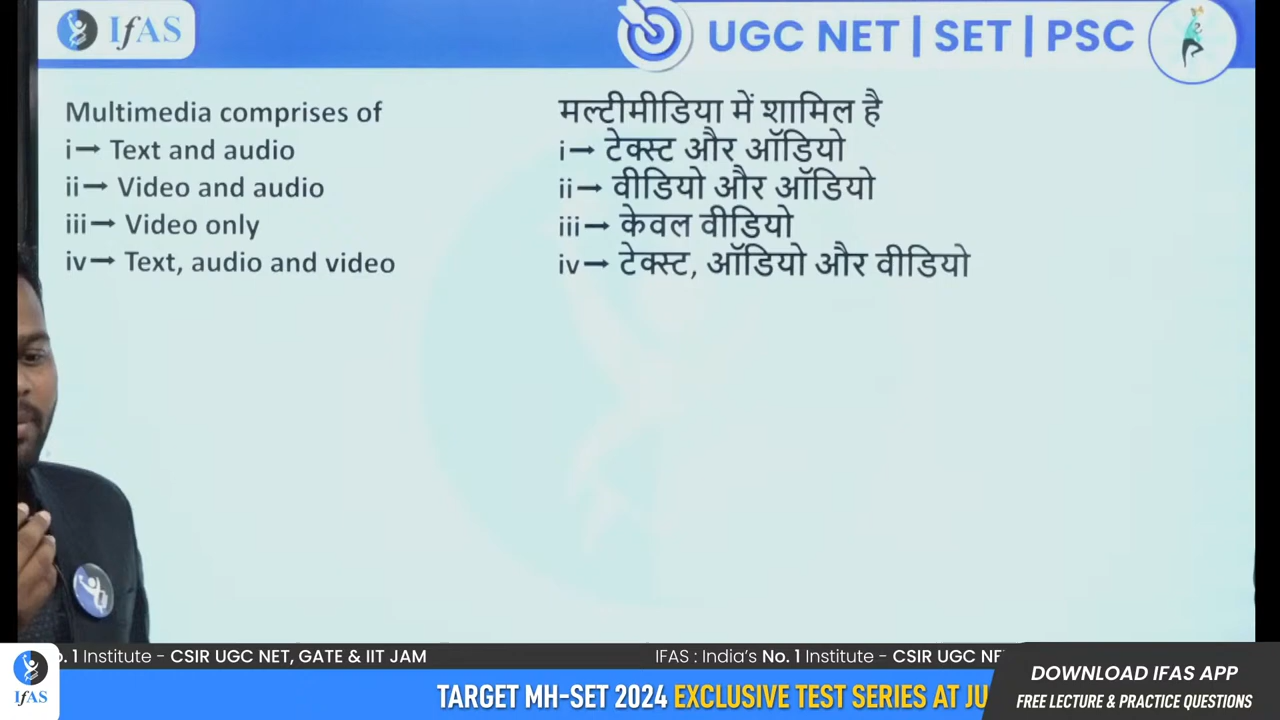 IfAS
UGC NET | SET | PSC
Multimedia comprises of
i→ Text and audio
ii→ Video and audio
iii→ Video only
iv→ Text, audio and video
मल्टीमीडिया में शामिल है
i→ टेक्स्ट और ऑडियो
ii→ वीडियो और ऑडियो
iii→ केवल वीडियो
iv→ टेक्स्ट, ऑडियो और वीडियो
1 Institute - CSIR UGC NET, GATE & IIT JAM
IFAS : India's No. 1 Institute - CSIR UGC
DOWNLOAD IFAS APP
FREE LECTURE & PRACTICE QUESTIONS
IfAS
TARGET MH-SET 2024 EXCLUSIVE TEST SERIES AT